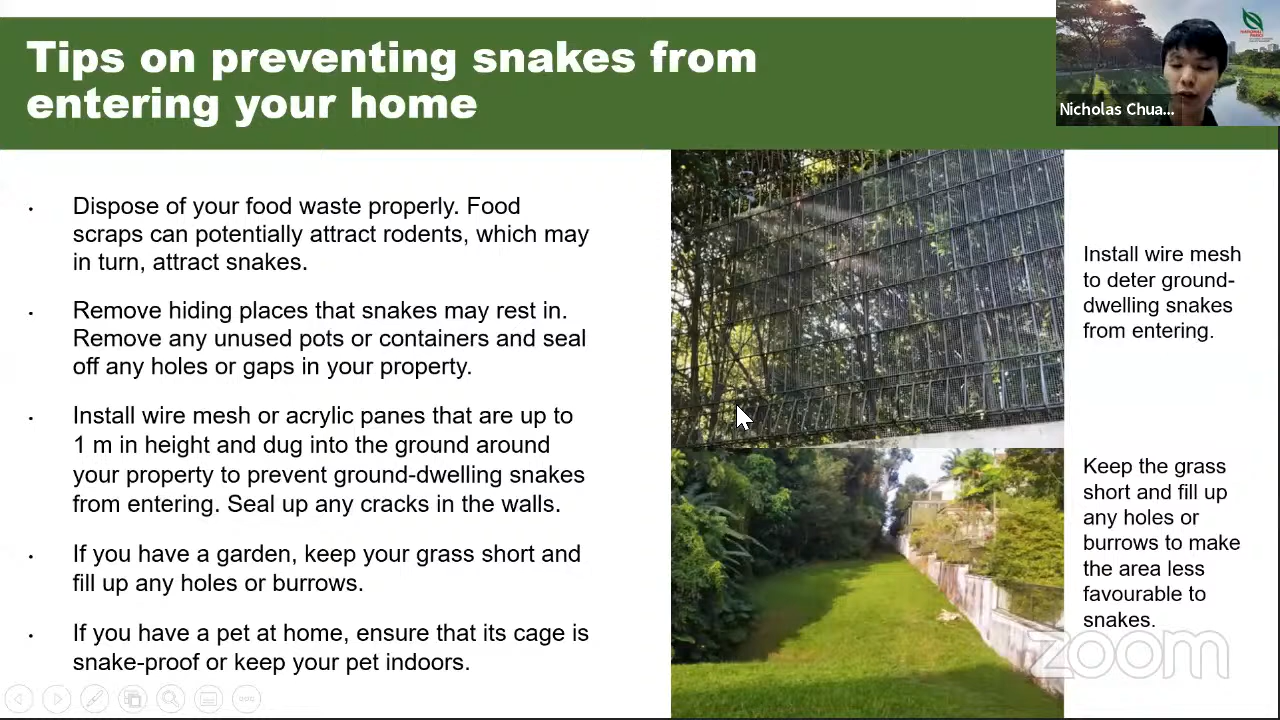 Tips on preventing snakes from
entering your home
Nicholas Chua...
Dispose of your food waste properly. Food
scraps can potentially attract rodents, which may
in turn, attract snakes.
Remove hiding places that snakes may rest in.
Remove any unused pots or containers and seal
off any holes or gaps in your property.
Install wire mesh or acrylic panes that are up to
1 m in height and dug into the ground around
your property to prevent ground-dwelling snakes
from entering. Seal up any cracks in the walls.
If you have a garden, keep your grass short and
fill up any holes or burrows.
If you have a pet at home, ensure that its cage is
snake-proof or keep your pet indoors.
Install wire mesh
to deter ground-
dwelling snakes
from entering.
Keep the grass
short and fill up
any holes or
burrows to make
the area less
favourable to
snakes.
zoom